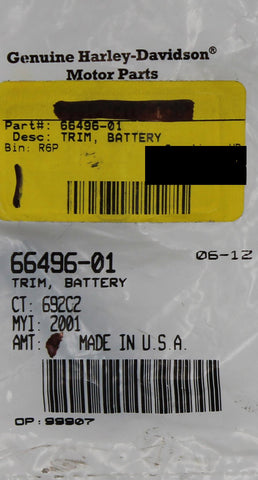 Genuine Harley-Davidson®
Motor Parts
Part#: 66496-01
Desc: TRIM, BATTERY
Bin: R6P
66496-01 06-12
TRIM, BATTERY
CT: 692C2
MYI: 2001
AMT: MADE IN U.S.A.
OP:99907